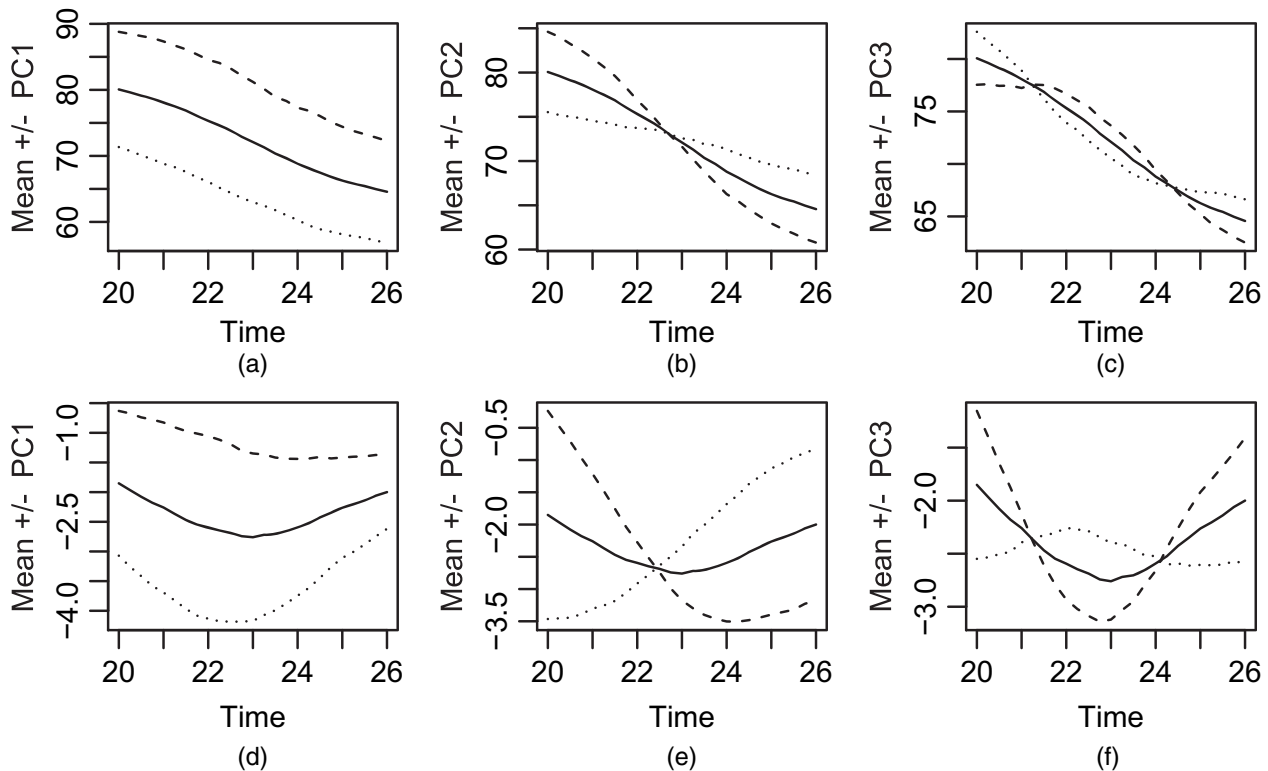 Mean +/- PC1
90
80
70
60
20 22 24 26
Time
(a)
Mean +/- PC2
80
70
60
20 22 24 26
Time
(b)
Mean +/- PC3
75
65
20 22 24 26
Time
(c)
Mean +/- PC1
−1.0
−2.5
−4.0
20 22 24 26
Time
(d)
Mean +/- PC2
−0.5
−2.0
−3.5
20 22 24 26
Time
(e)
Mean +/- PC3
−2.0
−3.0
20 22 24 26
Time
(f)